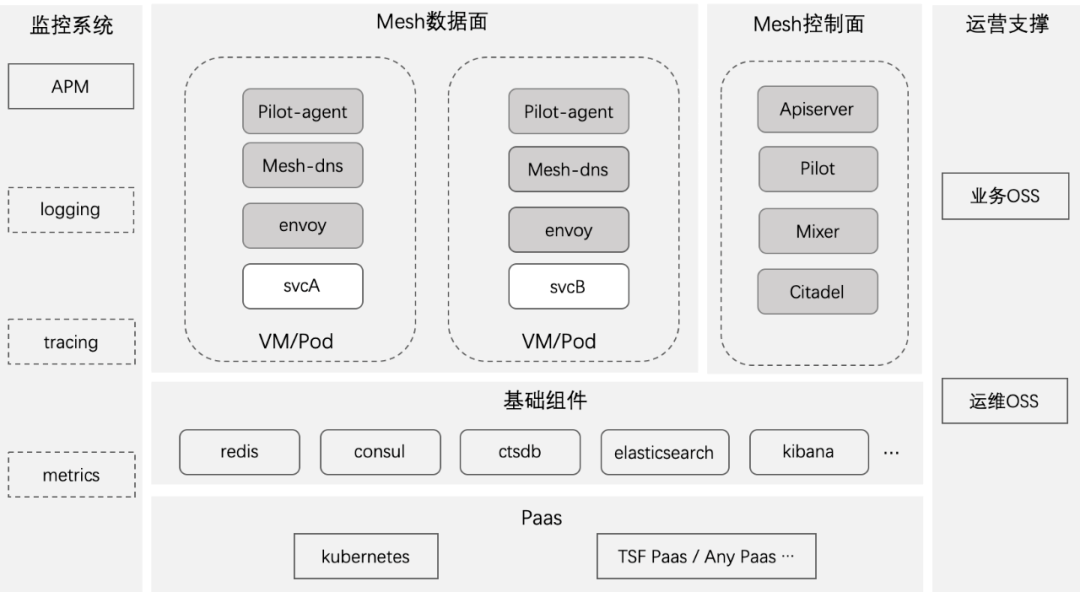 监控系统
APM
logging
tracing
metrics
Mesh数据面
Pilot-agent
Mesh-dns
envoy
svcA
VM/Pod
Pilot-agent
Mesh-dns
envoy
svcB
VM/Pod
Mesh控制面
Apiserver
Pilot
Mixer
Citadel
基础组件
redis
consul
ctsdb
elasticsearch
kibana
···
Paas
kubernetes
TSF Paas / Any Paas ···
运营支撑
业务OSS
运维OSS